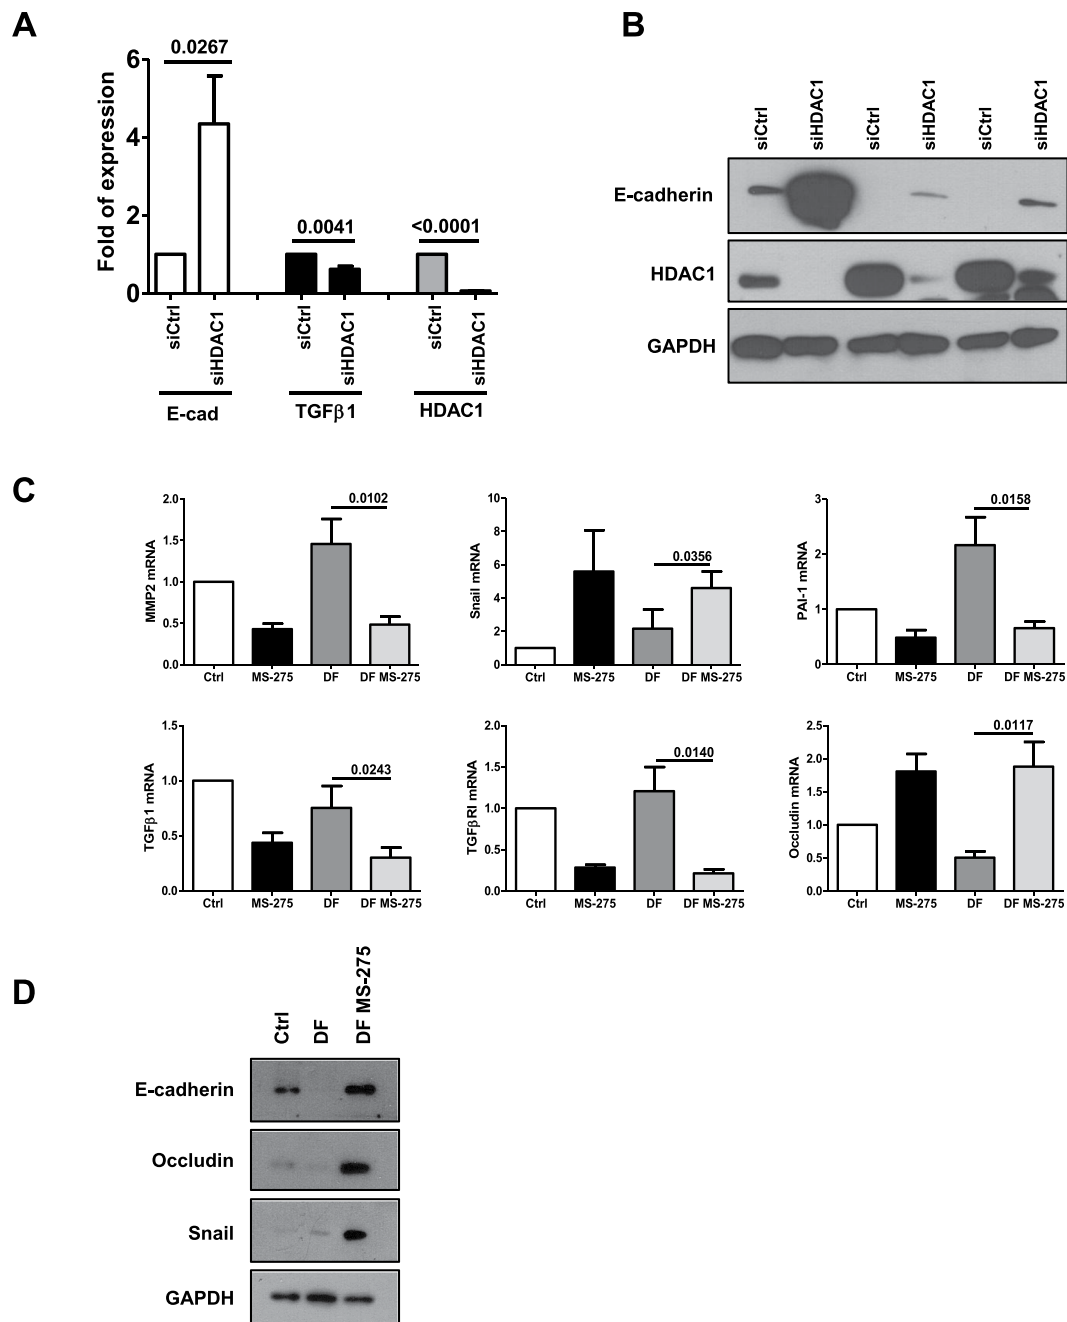 A
0.0267
6
4
2
0
Fold of expression
0.0041
<0.0001
siCtrl
siHDAC1
siCtrl
siHDAC1
siCtrl
siHDAC1
E-cad
TGFβ1
HDAC1
B
siCtrl
siHDAC1
siCtrl
siHDAC1
siCtrl
siHDAC1
E-cadherin
HDAC1
GAPDH
C
MMP2 mRNA
2.0
1.5
1.0
0.5
0.0
0.0102
Ctrl MS-275 DF DF MS-275
Snail mRNA
10
8
6
4
2
0
0.0356
Ctrl MS-275 DF DF MS-275
PAI-1 mRNA
3
2
1
0
0.0158
Ctrl MS-275 DF DF MS-275
TGFβ1 mRNA
1.5
1.0
0.5
0.0
0.0243
Ctrl MS-275 DF DF MS-275
TGFβRI mRNA
2.0
1.5
1.0
0.5
0.0
0.0140
Ctrl MS-275 DF DF MS-275
Occludin mRNA
2.5
2.0
1.5
1.0
0.5
0.0
0.0117
Ctrl MS-275 DF DF MS-275
D
Ctrl
DF
DF MS-275
E-cadherin
Occludin
Snail
GAPDH